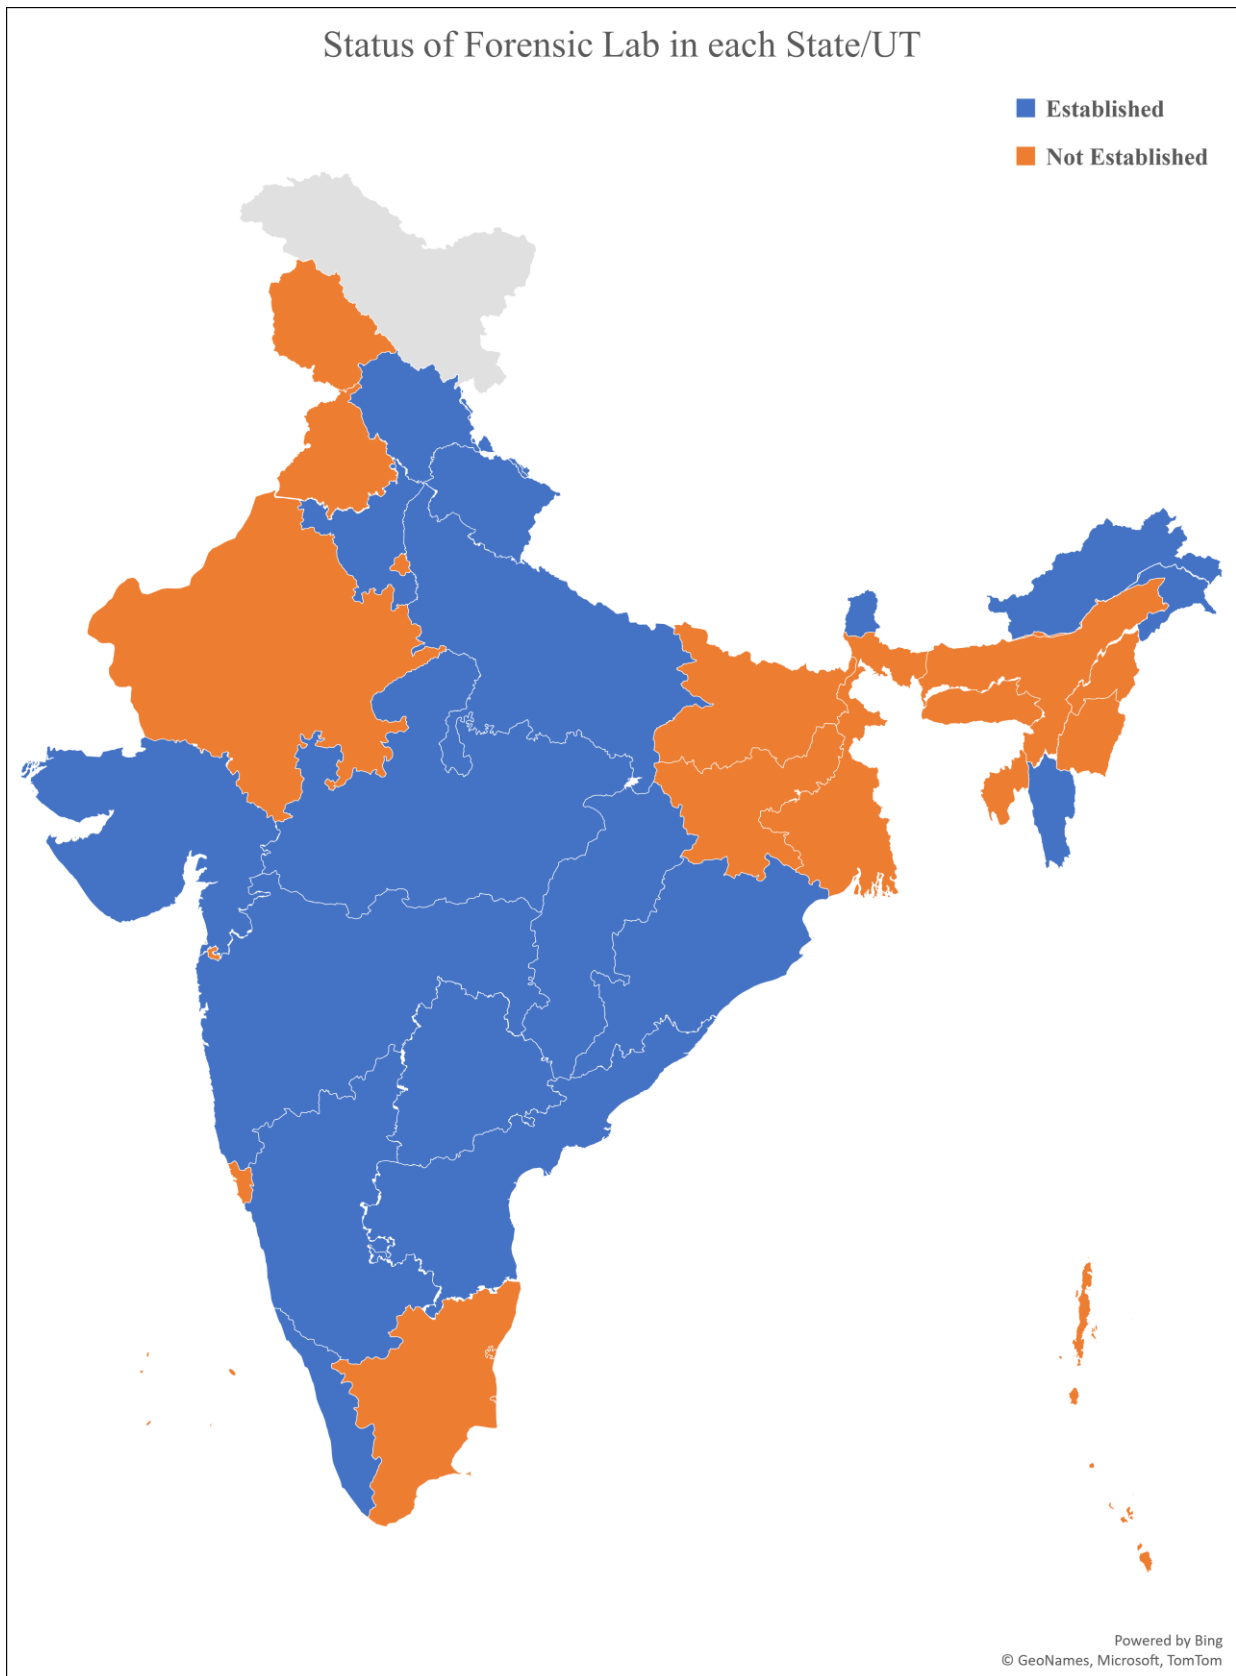 Status of Forensic Lab in each State/UT
Established
Not Established
Powered by Bing
© GeoNames, Microsoft, TomTom